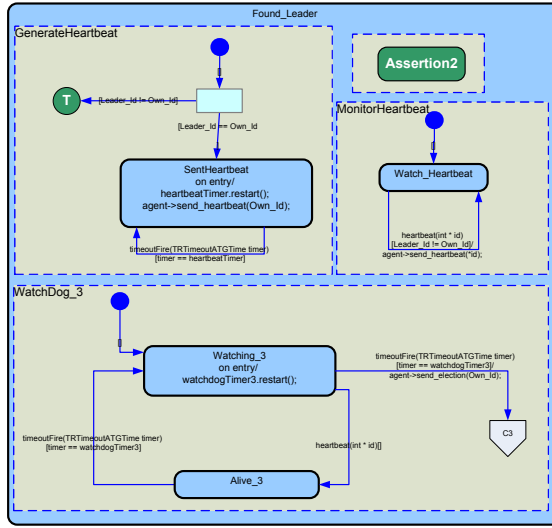 Found_Leader
GenerateHeartbeat
[]
T
[Leader_Id != Own_Id]
[Leader_Id == Own_Id
SentHeartbeat
on entry/
heartbeatTimer.restart();
agent->send_heartbeat(Own_Id);
timeoutFire(TRTimeoutATGTime timer)
[timer == heartbeatTimer]
Assertion2
MonitorHeartbeat
[]
Watch_Heartbeat
heartbeat(int * id)
[Leader_Id != Own_Id]/
agent->send_heartbeat(*id);
WatchDog_3
[]
Watching_3
on entry/
watchdogTimer3.restart();
timeoutFire(TRTimeoutATGTime timer)
[timer == watchdogTimer3]/
agent->send_election(Own_Id);
C3
timeoutFire(TRTimeoutATGTime timer)
[timer == watchdogTimer3]
heartbeat(int * id)[]
Alive_3